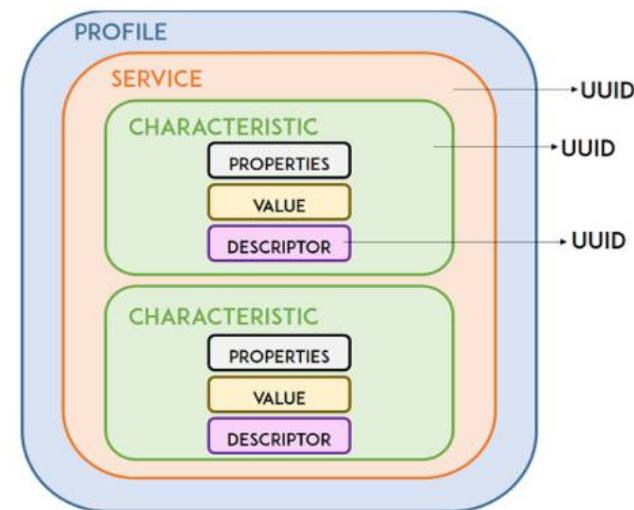 PROFILE
SERVICE
UUID
CHARACTERISTIC
UUID
PROPERTIES
VALUE
DESCRIPTOR
UUID
CHARACTERISTIC
PROPERTIES
VALUE
DESCRIPTOR